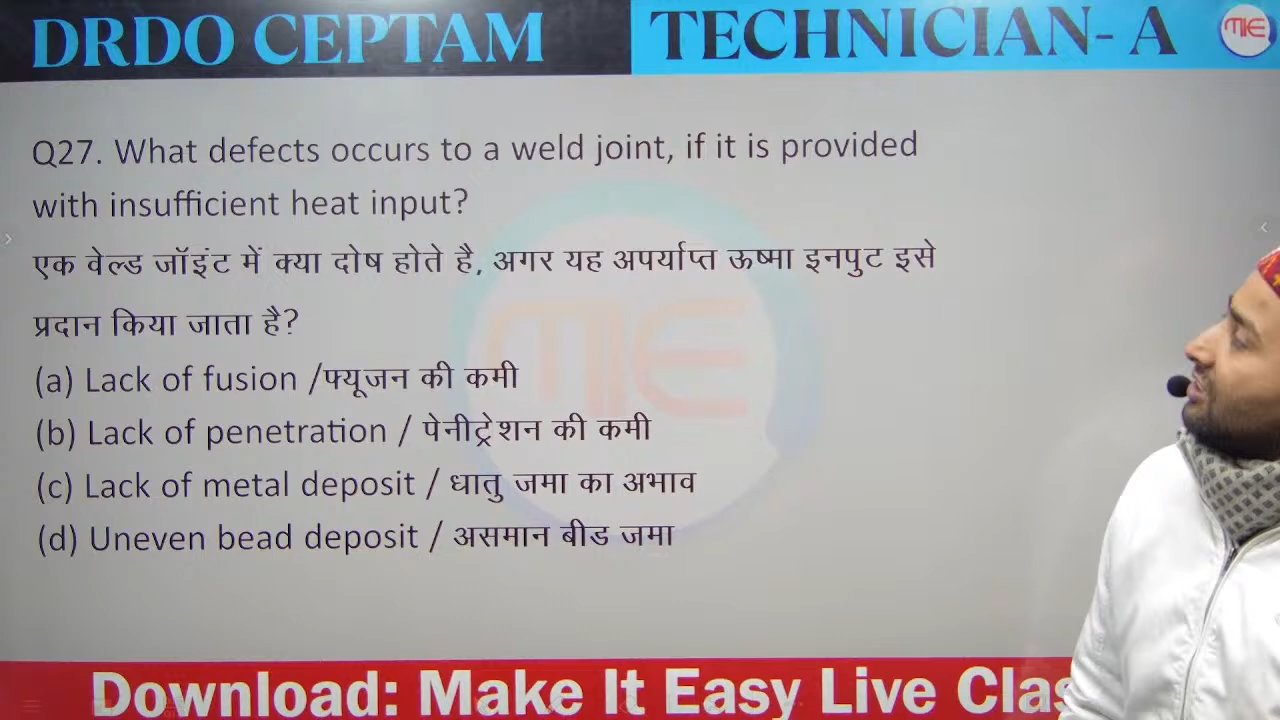 DRDO CEPTAM TECHNICIAN- A
MIE
Q27. What defects occurs to a weld joint, if it is provided
with insufficient heat input?
एक वेल्ड जॉइंट में क्या दोष होते है, अगर यह अपर्याप्त ऊष्मा इनपुट इसे
प्रदान किया जाता है?
(a) Lack of fusion /फ्यूजन की कमी
(b) Lack of penetration / पेनीट्रेशन की कमी
(c) Lack of metal deposit / धातु जमा का अभाव
(d) Uneven bead deposit / असमान बीड जमा
MIE
Download: Make It Easy Live Clas